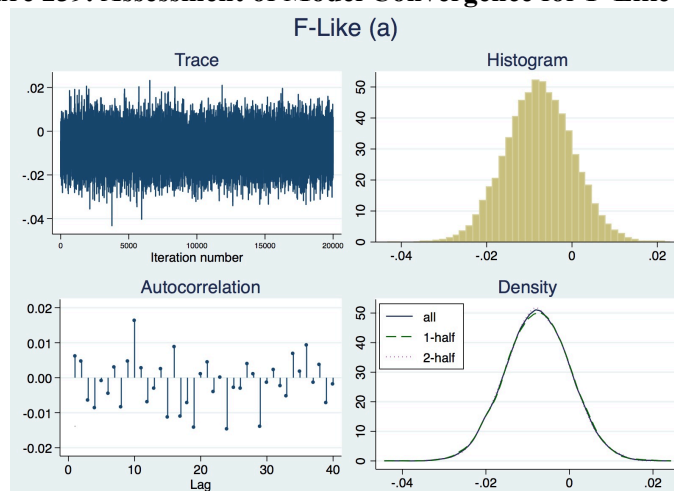 F-Like (a)
Trace
.02
0
-.02
-.04
0 5000 10000 15000 20000
Iteration number
Histogram
50
40
30
20
10
0
-.04 -.02 0 .02
Autocorrelation
0.02
0.01
0.00
-0.01
-0.02
0 10 20 30 40
Lag
Density
all
1-half
2-half
50
40
30
20
10
0
-.04 -.02 0 .02